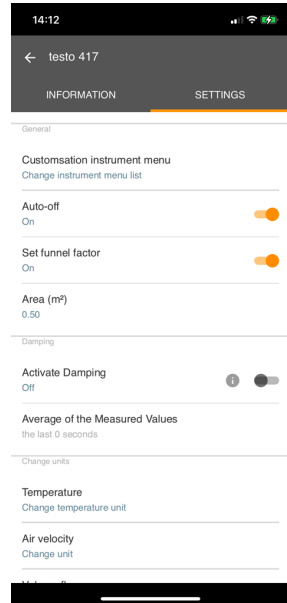 14:12
testo 417
INFORMATION SETTINGS
General
Customsation instrument menu
Change instrument menu list
Auto-off
On
Set funnel factor
On
Area (m²)
0.50
Damping
Activate Damping
Off
Average of the Measured Values
the last 0 seconds
Change units
Temperature
Change temperature unit
Air velocity
Change unit